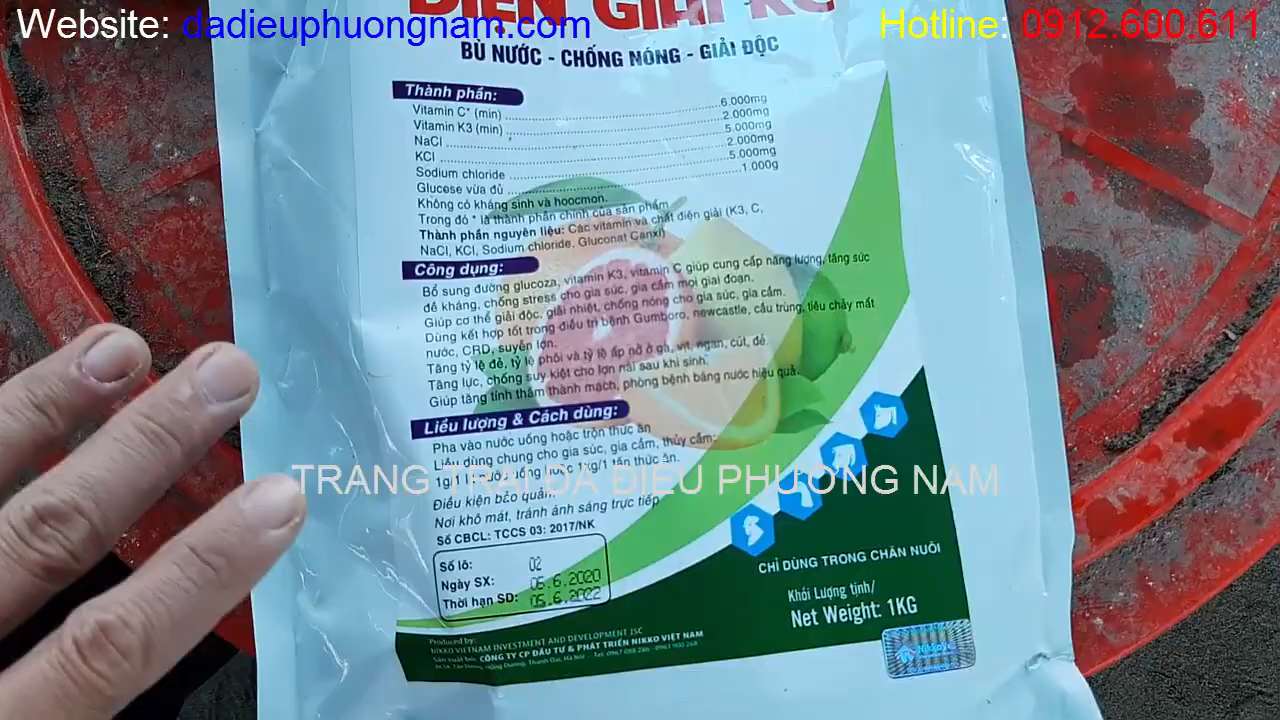 Website: dadieuphuongnam.com
Hotline: 0912.600.611
ĐIỆN GIẢI KC
BÙ NƯỚC - CHỐNG NÓNG - GIẢI ĐỘC
Thành phần:
Vitamin C* (min) ...... 6.000mg
Vitamin K3 (min) ...... 2.000mg
NaCl ...... 5.000mg
KCl ...... 2.000mg
Sodium chloride ...... 5.000mg
Glucese vừa đủ ...... 1.000g
Không có kháng sinh và hoocmon.
Trong đó * là thành phần chính của sản phẩm
Thành phần nguyên liệu: Các vitamin và chất điện giải (K3, C,
NaCl, KCl, Sodium chloride, Gluconat Canxi)
Công dụng:
Bổ sung đường glucoza, vitamin K3, vitamin C giúp cung cấp năng lượng, tăng sức
đề kháng, chống stress cho gia súc, gia cầm mọi giai đoạn.
Giúp cơ thể giải độc, giải nhiệt, chống nóng cho gia súc, gia cầm.
Dùng kết hợp tốt trong điều trị bệnh Gumboro, newcastle, cầu trùng, tiêu chảy mất
nước, CRD, suyễn lợn.
Tăng tỷ lệ đẻ, tỷ lệ phôi và tỷ lệ ấp nở ở gà, vịt, ngan, cút, đẻ.
Tăng lực, chống suy kiệt cho lợn nái sau khi sinh.
Giúp tăng tính thẩm thành mạch, phòng bệnh bằng nước hiệu quả.
Liều lượng & Cách dùng:
Pha vào nước uống hoặc trộn thức ăn
Liều dùng chung cho gia súc, gia cầm, thủy cầm:
1g/1 lít nước uống hoặc 1kg/1 tấn thức ăn.
TRANG TRẠI ĐÀ ĐIỂU PHƯƠNG NAM
Điều kiện bảo quản:
Nơi khô mát, tránh ánh sáng trực tiếp
Số CBCL: TCCS 03: 2017/NK
Số lô: 02
Ngày SX: 06.6.2020
Thời hạn SD: 06.6.2022
CHỈ DÙNG TRONG CHĂN NUÔI
Khối Lượng tịnh/
Net Weight: 1KG
Produced by:
NIKKO VIETNAM INVESTMENT AND DEVELOPMENT JSC
Sản xuất bởi: CÔNG TY CP ĐẦU TƯ & PHÁT TRIỂN NIKKO VIỆT NAM